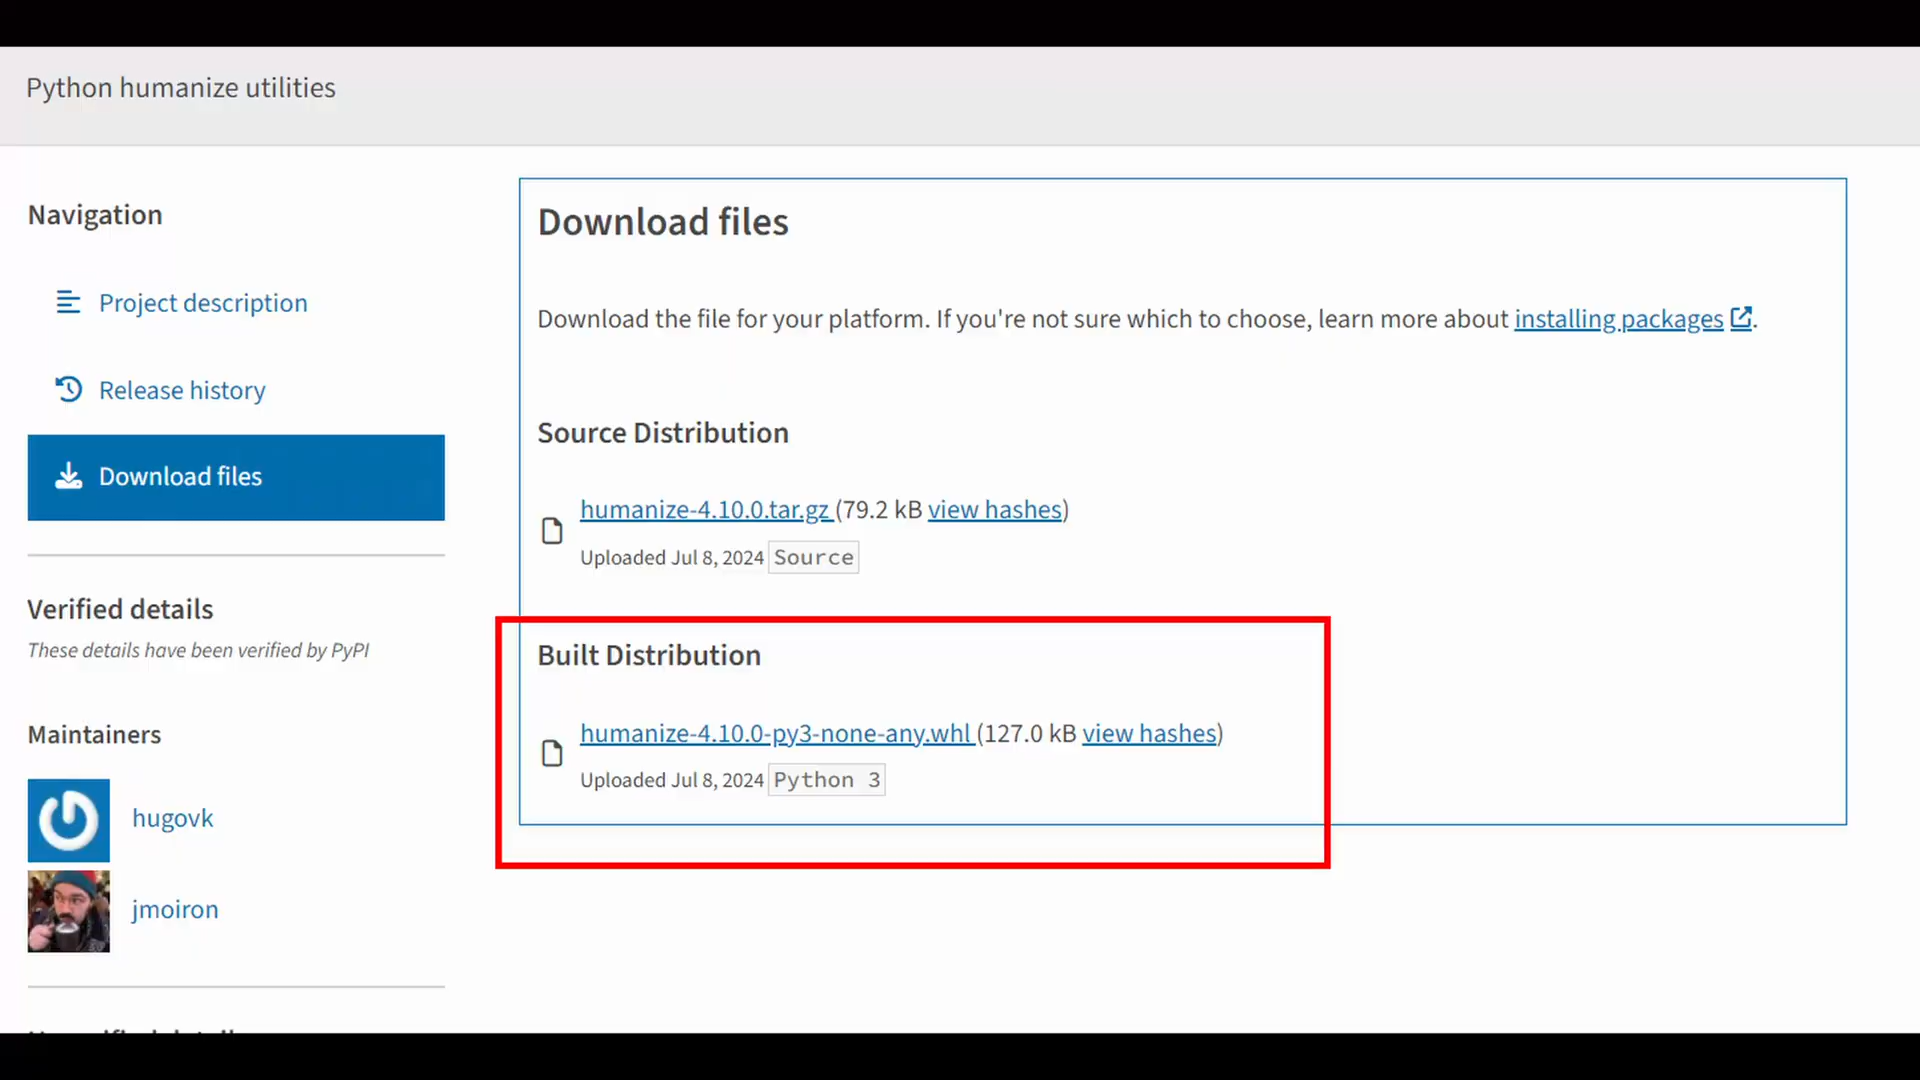 Python humanize utilities
Navigation
Project description
Release history
Download files
Verified details
These details have been verified by PyPI
Maintainers
hugovk
jmoiron
Download files
Download the file for your platform. If you're not sure which to choose, learn more about installing packages.
Source Distribution
humanize-4.10.0.tar.gz (79.2 kB view hashes)
Uploaded Jul 8, 2024 Source
Built Distribution
humanize-4.10.0-py3-none-any.whl (127.0 kB view hashes)
Uploaded Jul 8, 2024 Python 3